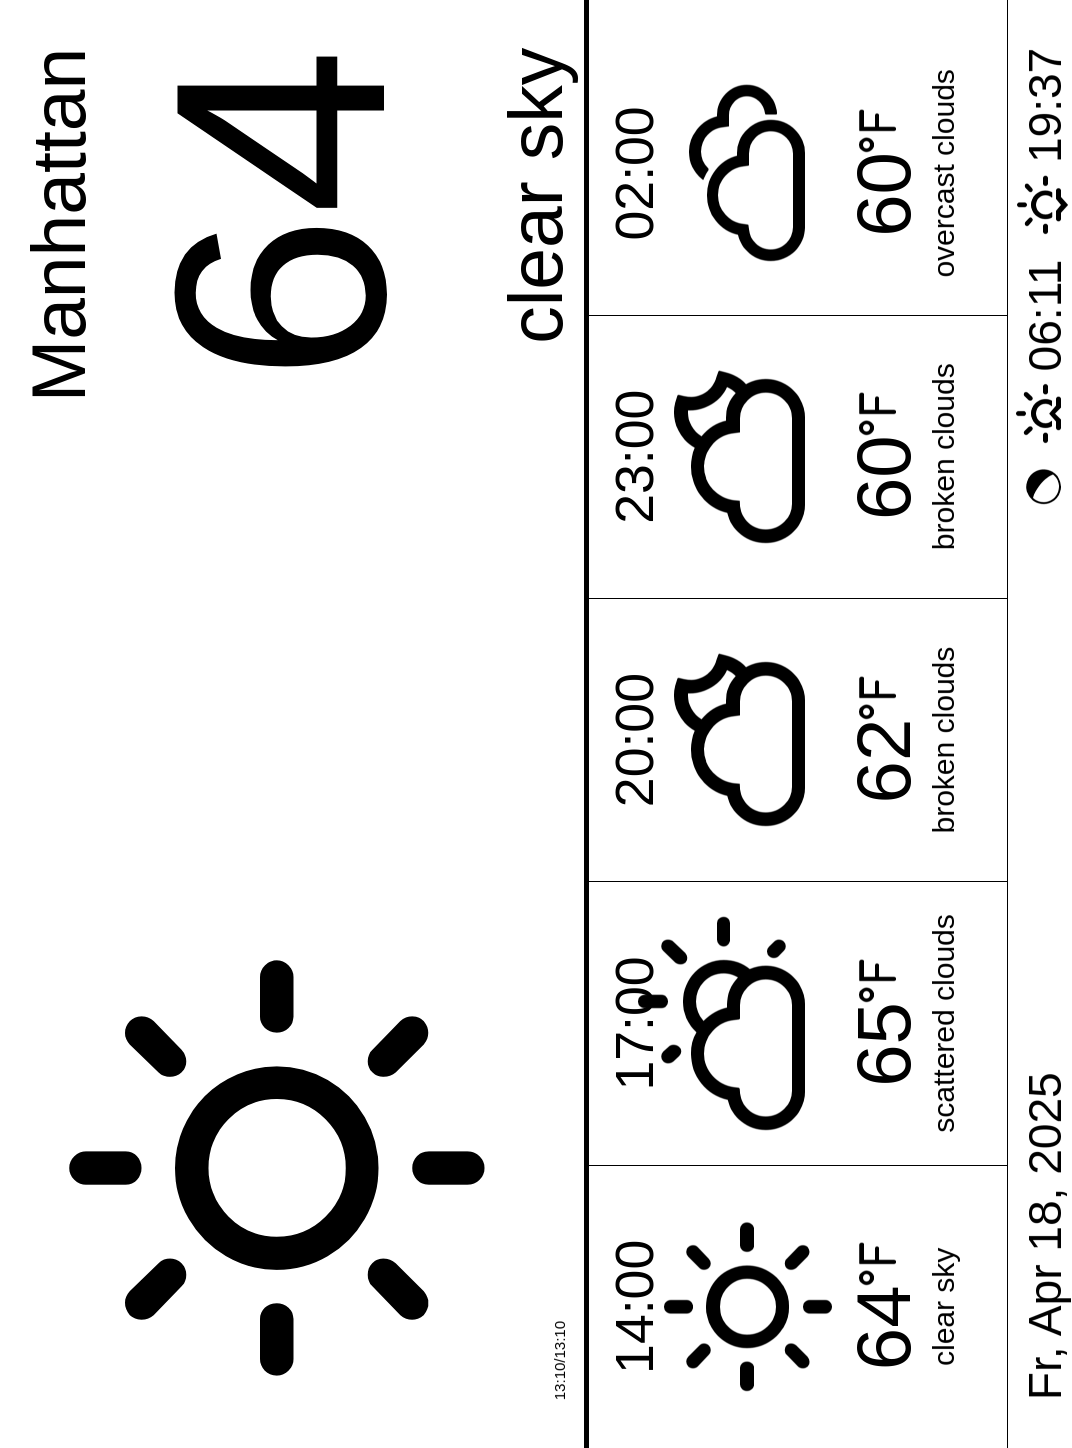 Manhattan
64
clear sky
13:10/13:10
14:00
64°F
clear sky
17:00
65°F
scattered clouds
20:00
62°F
broken clouds
23:00
60°F
broken clouds
02:00
60°F
overcast clouds
Fr, Apr 18, 2025
06:11
19:37